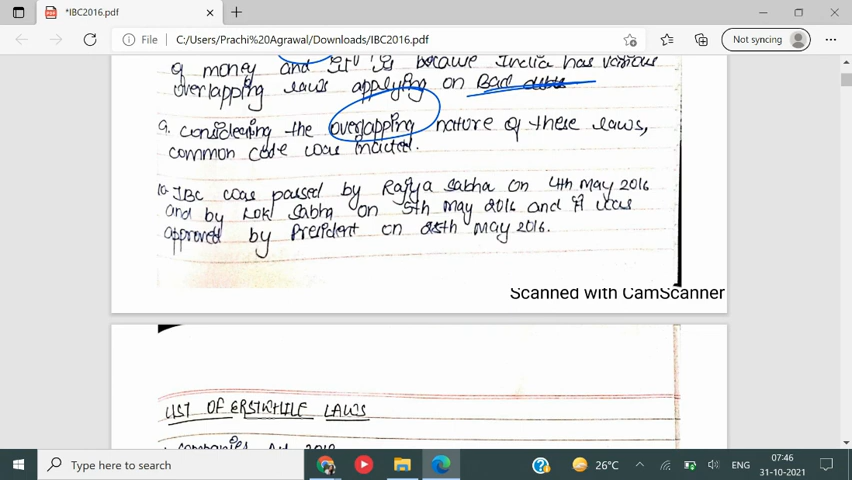 *IBC2016.pdf
File
C:/Users/Prachi%20Agrawal/Downloads/IBC2016.pdf
Not syncing
of money and it is because India has various
overlapping laws applying on Bad debts
9. Considering the overlapping nature of these laws,
common code was inacted.
10. IBC was passed by Rajya Sabha on 4th May 2016
and by Lok Sabha on 5th May 2016 and it was
approved by President on 28th May 2016.
Scanned with CamScanner
LIST OF ERSTWHILE LAWS
Companies Act 2013
Type here to search
26°C
ENG
07:46
31-10-2021